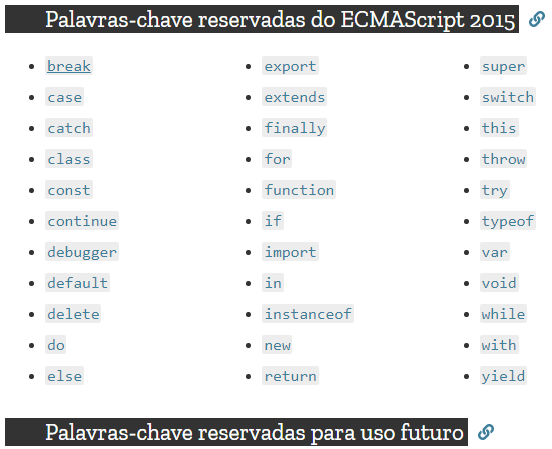 Palavras-chave reservadas do ECMAScript 2015
break
case
catch
class
const
continue
debugger
default
delete
do
else
export
extends
finally
for
function
if
import
in
instanceof
new
return
super
switch
this
throw
try
typeof
var
void
while
with
yield
Palavras-chave reservadas para uso futuro